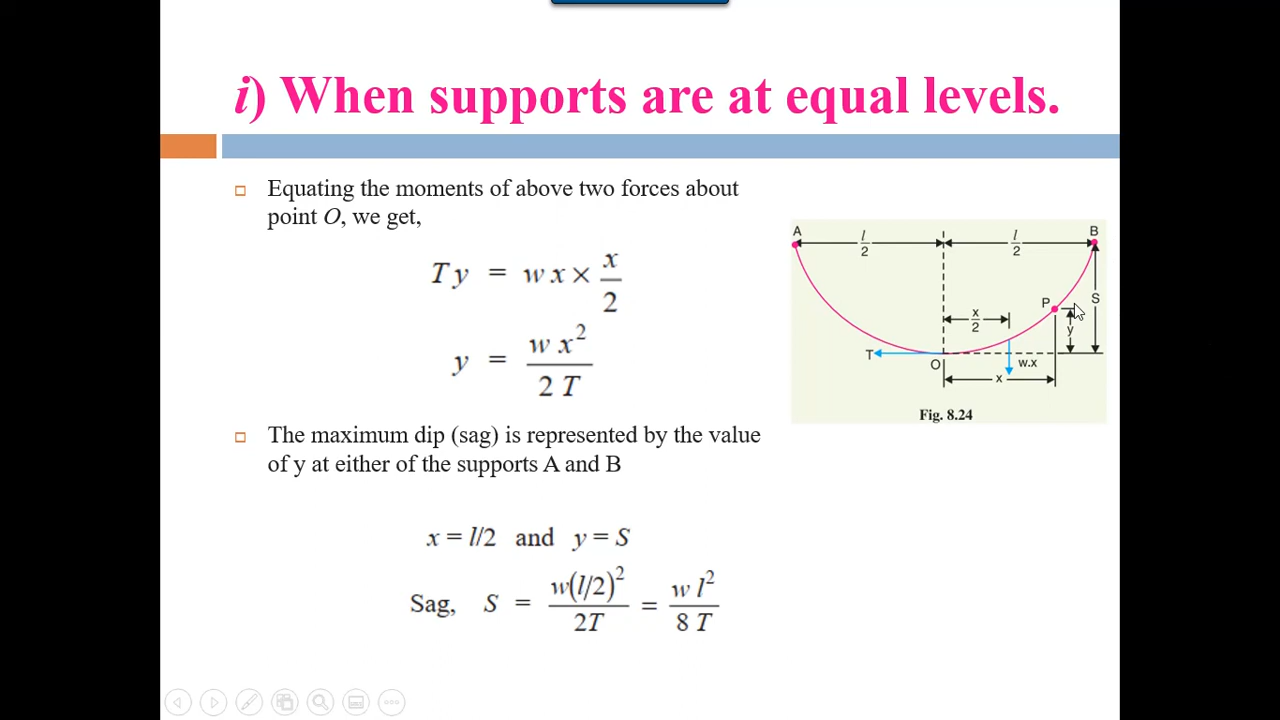 i) When supports are at equal levels.
Equating the moments of above two forces about
point O, we get,
T y = w x × x/2
y = w x²/2 T
The maximum dip (sag) is represented by the value
of y at either of the supports A and B
x = l/2 and y = S
Sag, S = w(l/2)²/2T = w l²/8 T
A
l/2
l/2
B
S
P
x/2
y
T
O
w.x
x
Fig. 8.24